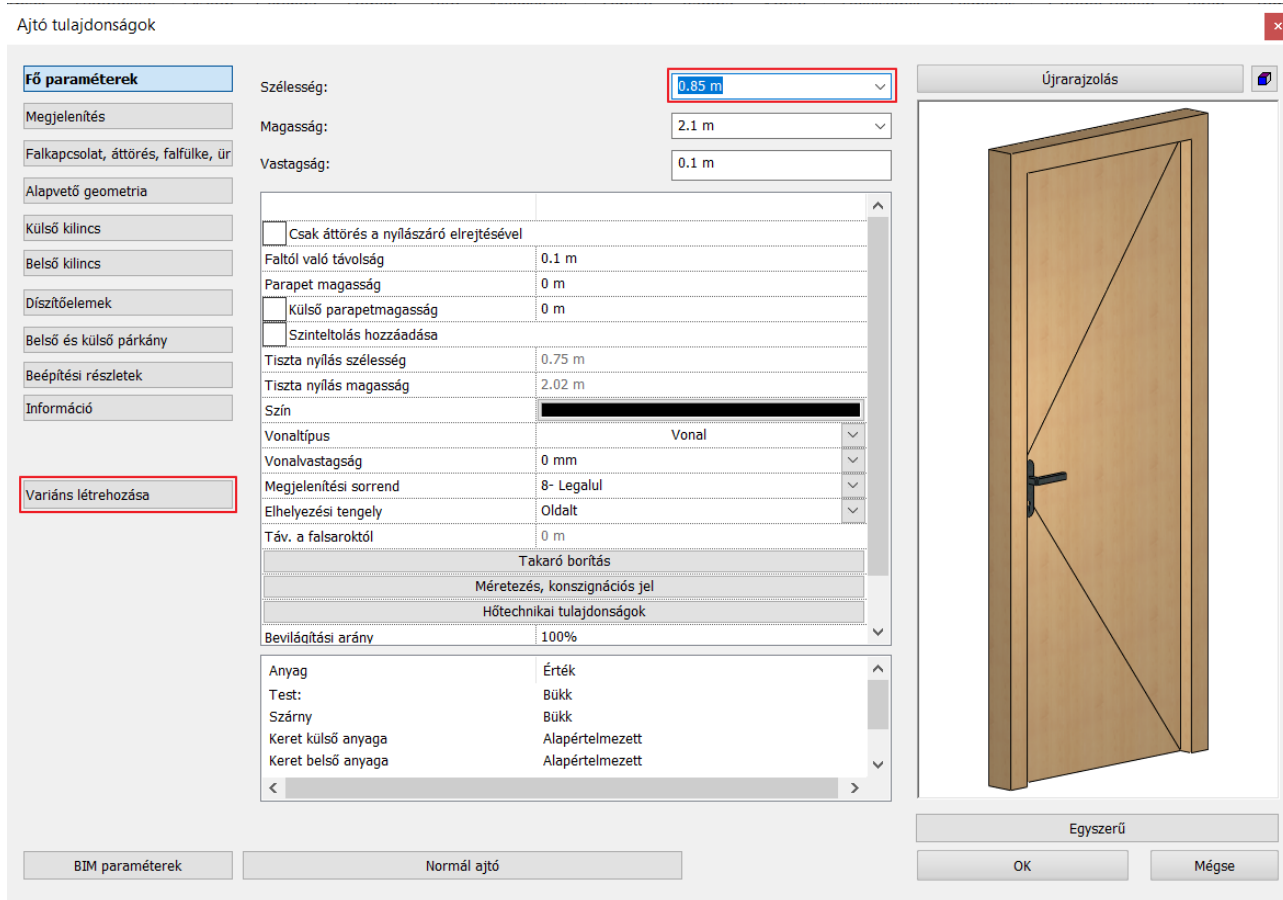 Ajtó tulajdonságok
Fő paraméterek
Megjelenítés
Falkapcsolat, áttörés, falfülke, ür
Alapvető geometria
Külső kilincs
Belső kilincs
Díszítőelemek
Belső és külső párkány
Beépítési részletek
Információ
Variáns létrehozása
Szélesség: 0.85 m
Magasság: 2.1 m
Vastagság: 0.1 m
Csak áttörés a nyílászáró elrejtésével
Faltól való távolság 0.1 m
Parapet magasság 0 m
Külső parapetmagasság 0 m
Szinteltolás hozzáadása
Tiszta nyílás szélesség 0.75 m
Tiszta nyílás magasság 2.02 m
Szín
Vonaltípus Vonal
Vonalvastagság 0 mm
Megjelenítési sorrend 8- Legalul
Elhelyezési tengely Oldalt
Táv. a falsaroktól 0 m
Takaró borítás
Méretezés, konszignációs jel
Hőtechnikai tulajdonságok
Bevilágítási arány 100%
Anyag Érték
Test: Bükk
Szárny Bükk
Keret külső anyaga Alapértelmezett
Keret belső anyaga Alapértelmezett
Újrarajzolás
Egyszerű
BIM paraméterek
Normál ajtó
OK
Mégse